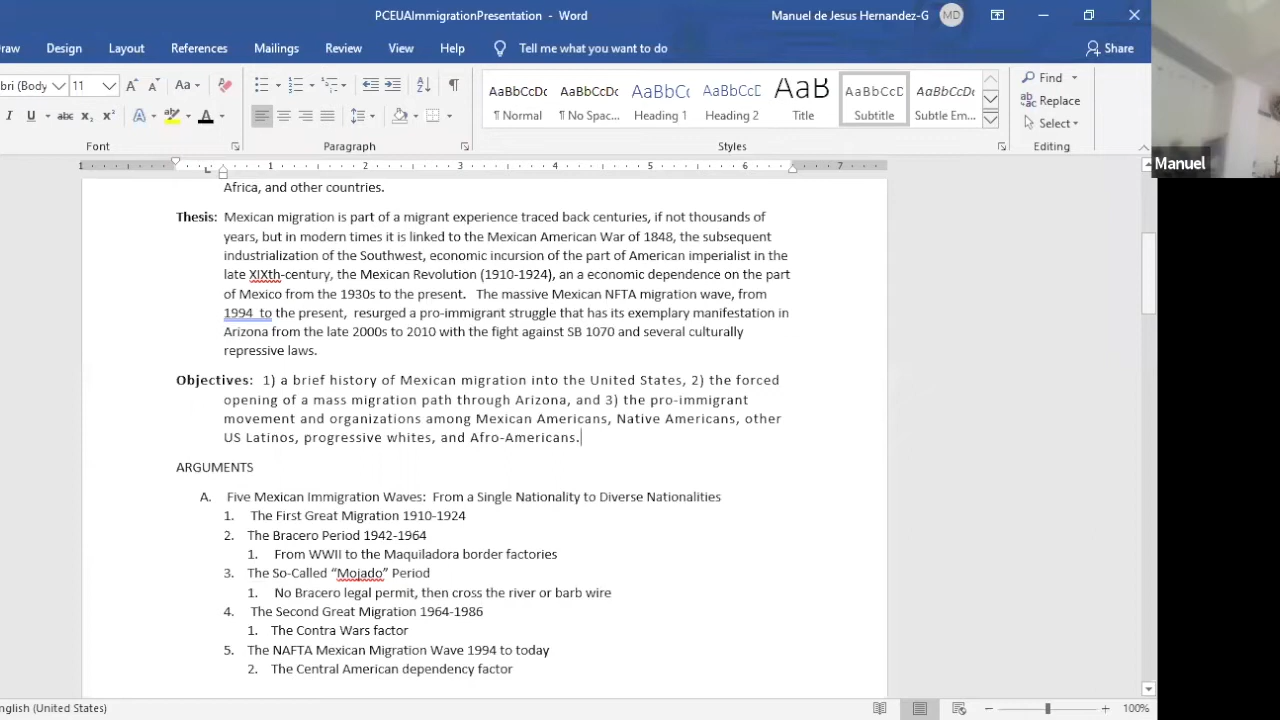 PCEUAImmigrationPresentation - Word
Manuel de Jesus Hernandez-G
MD
Design Layout References Mailings Review View Help Tell me what you want to do Share
11 Aa
AaBbCcDc AaBbCcDc AaBbCc AaBbCcD AaB AaBbCcD AaBbCcDc
¶ Normal ¶ No Spac... Heading 1 Heading 2 Title Subtitle Subtle Em...
Find
Replace
Select
Font Paragraph Styles Editing
Manuel
1 1 2 3 4 5 6 7
Africa, and other countries.
Thesis: Mexican migration is part of a migrant experience traced back centuries, if not thousands of
years, but in modern times it is linked to the Mexican American War of 1848, the subsequent
industrialization of the Southwest, economic incursion of the part of American imperialist in the
late XIXth-century, the Mexican Revolution (1910-1924), an a economic dependence on the part
of Mexico from the 1930s to the present. The massive Mexican NFTA migration wave, from
1994 to the present, resurged a pro-immigrant struggle that has its exemplary manifestation in
Arizona from the late 2000s to 2010 with the fight against SB 1070 and several culturally
repressive laws.
Objectives: 1) a brief history of Mexican migration into the United States, 2) the forced
opening of a mass migration path through Arizona, and 3) the pro-immigrant
movement and organizations among Mexican Americans, Native Americans, other
US Latinos, progressive whites, and Afro-Americans.
ARGUMENTS
A. Five Mexican Immigration Waves: From a Single Nationality to Diverse Nationalities
1. The First Great Migration 1910-1924
2. The Bracero Period 1942-1964
1. From WWII to the Maquiladora border factories
3. The So-Called “Mojado” Period
1. No Bracero legal permit, then cross the river or barb wire
4. The Second Great Migration 1964-1986
1. The Contra Wars factor
5. The NAFTA Mexican Migration Wave 1994 to today
2. The Central American dependency factor
(United States) 100%